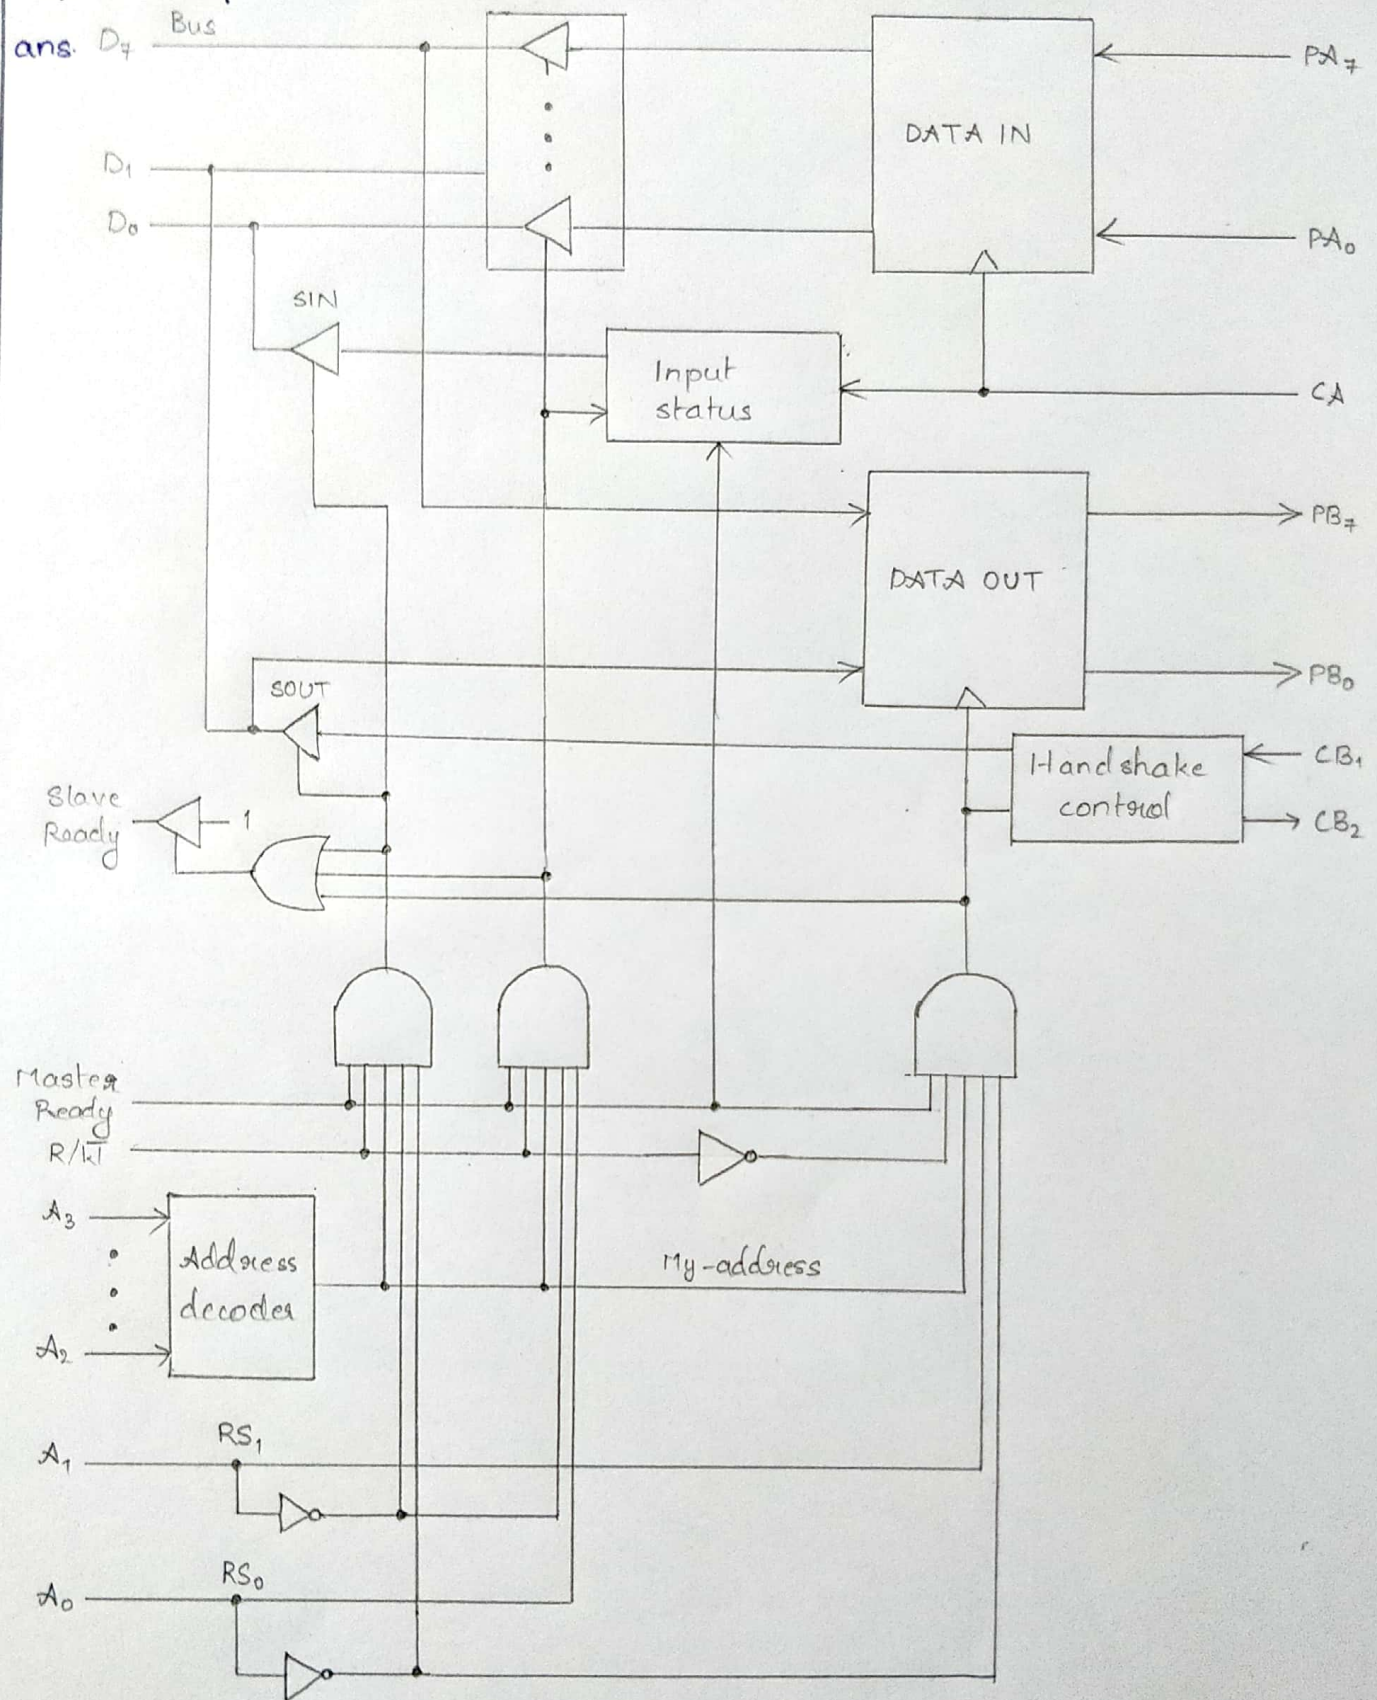 ans. D7 Bus
PA7
DATA IN
D1
D0
PA0
SIN
Input
status
CA
PB7
DATA OUT
PB0
SOUT
Handshake
control
CB1
CB2
Slave
Ready
1
Master
Ready
R/W̅
A3
Address
decoder
My-address
A2
RS1
A1
RS0
A0